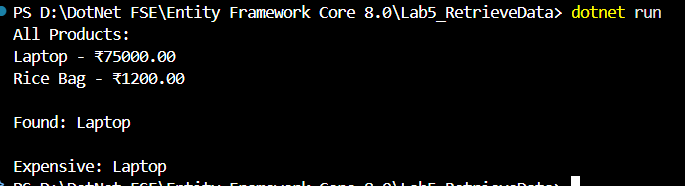 PS D:\DotNet FSE\Entity Framework Core 8.0\Lab5_RetrieveData> dotnet run
All Products:
Laptop - ₹75000.00
Rice Bag - ₹1200.00
Found: Laptop
Expensive: Laptop
PS D:\DotNet FSE\Entity Framework Core 8.0\Lab5_RetrieveData>